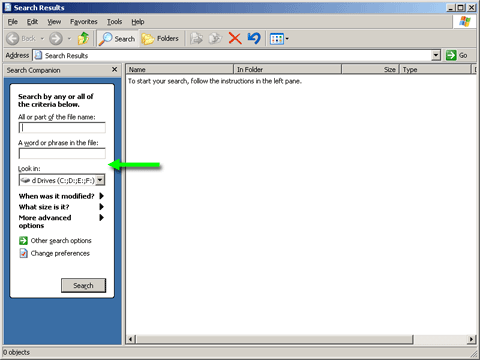 Search Results
File Edit View Favorites Tools Help
Back Search Folders
Address Search Results Go
Search Companion
Name In Folder Size Type
To start your search, follow the instructions in the left pane.
Search by any or all of
the criteria below.
All or part of the file name:
A word or phrase in the file:
Look in:
d Drives (C:;D:;E:;F:)
When was it modified?
What size is it?
More advanced
options
Other search options
Change preferences
Search
0 objects